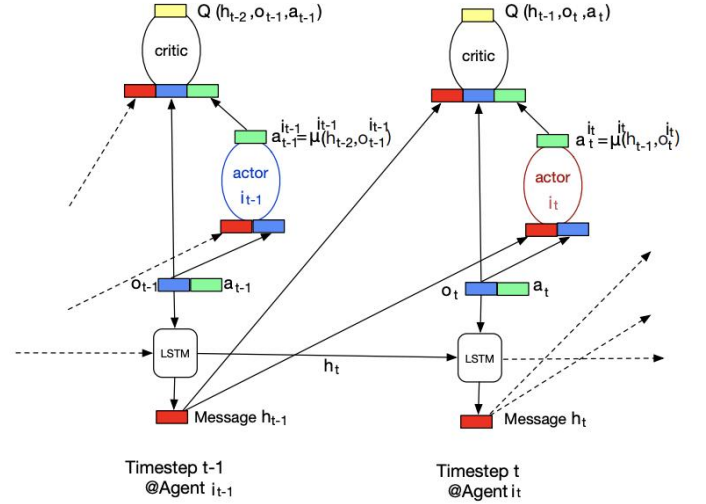 Q (h_{t-2},o_{t-1},a_{t-1})
critic
a_{t-1}^{i_{t-1}}=μ^{i_{t-1}}(h_{t-2},o_{t-1}^{i_{t-1}})
actor
i_{t-1}
o_{t-1}
a_{t-1}
LSTM
h_t
Message h_{t-1}
Timestep t-1
@Agent i_{t-1}
Q (h_{t-1},o_t,a_t)
critic
a_t^{i_t}=μ^{i_t}(h_{t-1},o_t^{i_t})
actor
i_t
o_t
a_t
LSTM
Message h_t
Timestep t
@Agent i_t